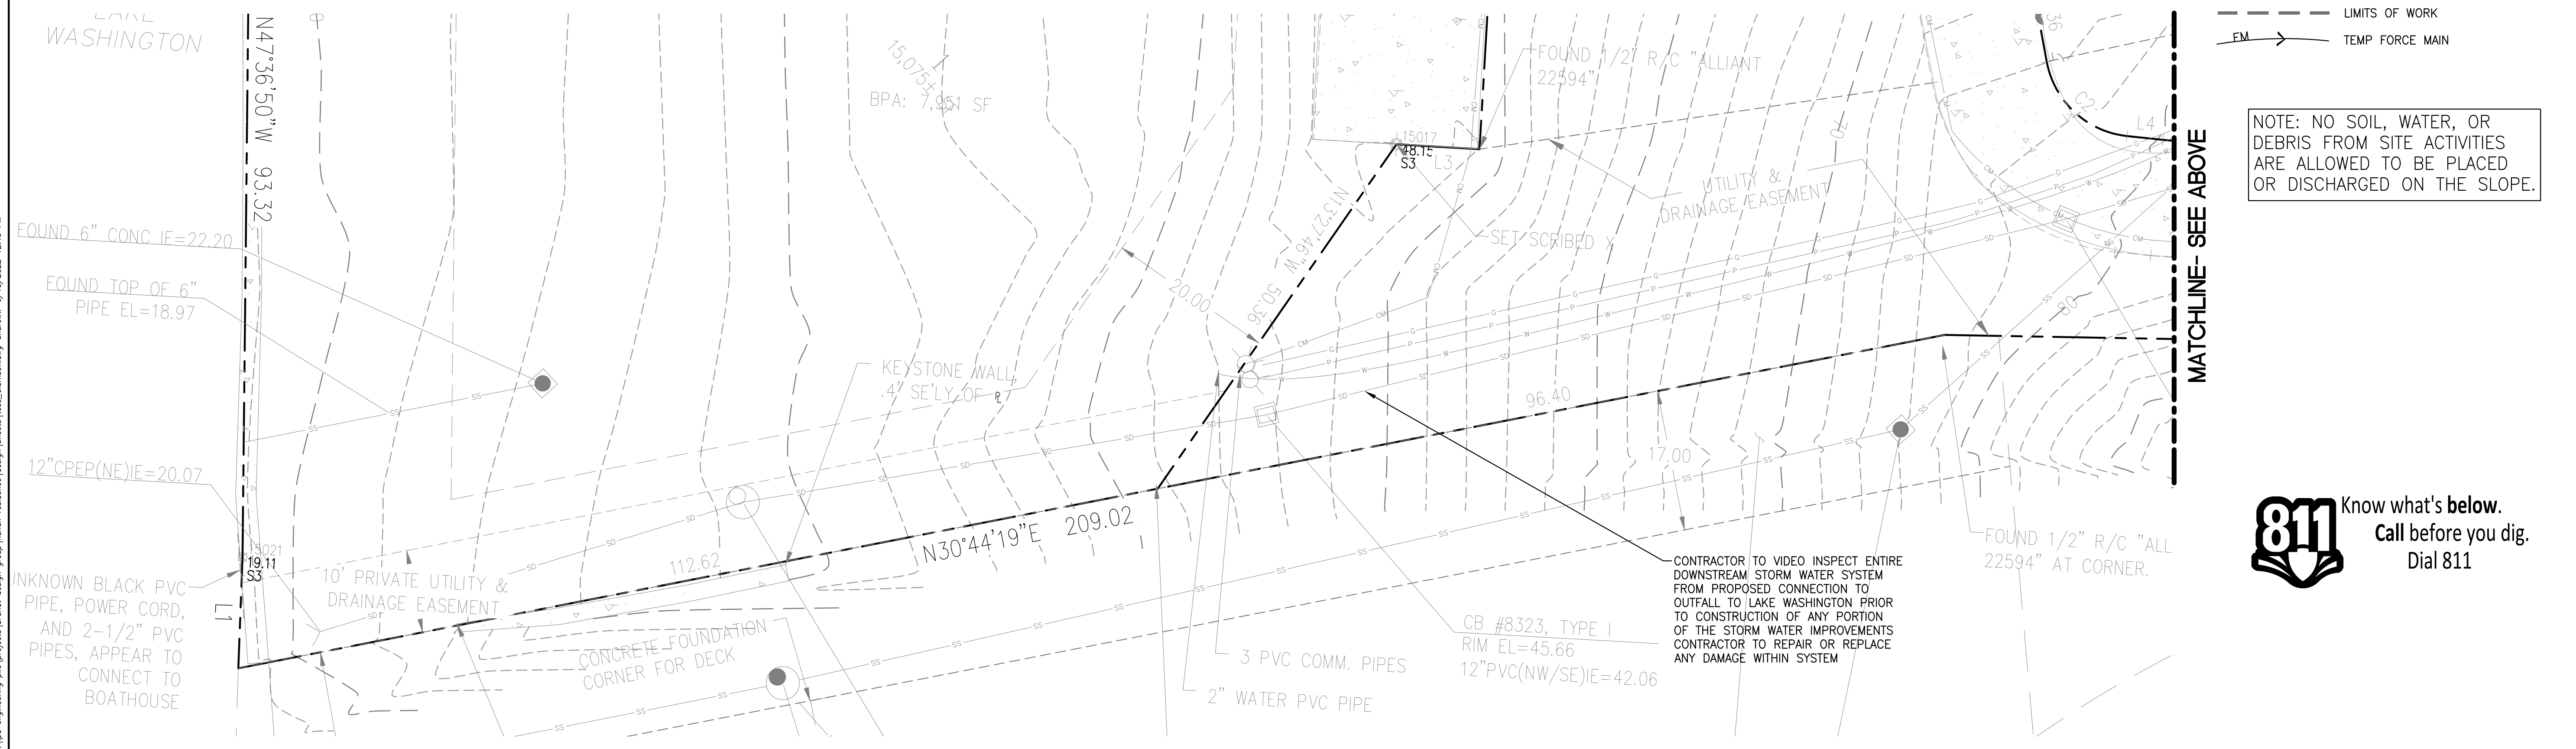 LAKE
WASHINGTON
N47°36'50"W 93.32
FOUND 6" CONC IE=22.20
FOUND TOP OF 6"
PIPE EL=18.97
12"CPEP(NE)IE=20.07
15021
19.11
S3
UNKNOWN BLACK PVC
PIPE, POWER CORD,
AND 2-1/2" PVC
PIPES, APPEAR TO
CONNECT TO
BOATHOUSE
L1
10' PRIVATE UTILITY &
DRAINAGE EASEMENT
15,075±
BPA: 7,951 SF
KEYSTONE WALL,
.4' SE'LY OF ℄
112.62
N30°44'19"E 209.02
CONCRETE FOUNDATION
CORNER FOR DECK
20.00
N13°27'46"W
50.36
15017
48.15
S3
L3
FOUND 1/2" R/C "ALLIANT
22594"
UTILITY &
DRAINAGE EASEMENT
SET SCRIBED X
70
80
36
C2
L4
96.40
17.00
3 PVC COMM. PIPES
2" WATER PVC PIPE
CB #8323, TYPE I
RIM EL=45.66
12"PVC(NW/SE)IE=42.06
CONTRACTOR TO VIDEO INSPECT ENTIRE
DOWNSTREAM STORM WATER SYSTEM
FROM PROPOSED CONNECTION TO
OUTFALL TO LAKE WASHINGTON PRIOR
TO CONSTRUCTION OF ANY PORTION
OF THE STORM WATER IMPROVEMENTS
CONTRACTOR TO REPAIR OR REPLACE
ANY DAMAGE WITHIN SYSTEM
FOUND 1/2" R/C "ALL
22594" AT CORNER.
MATCHLINE- SEE ABOVE
LIMITS OF WORK
FM
TEMP FORCE MAIN
NOTE: NO SOIL, WATER, OR
DEBRIS FROM SITE ACTIVITIES
ARE ALLOWED TO BE PLACED
OR DISCHARGED ON THE SLOPE.
811
Know what's below.
Call before you dig.
Dial 811